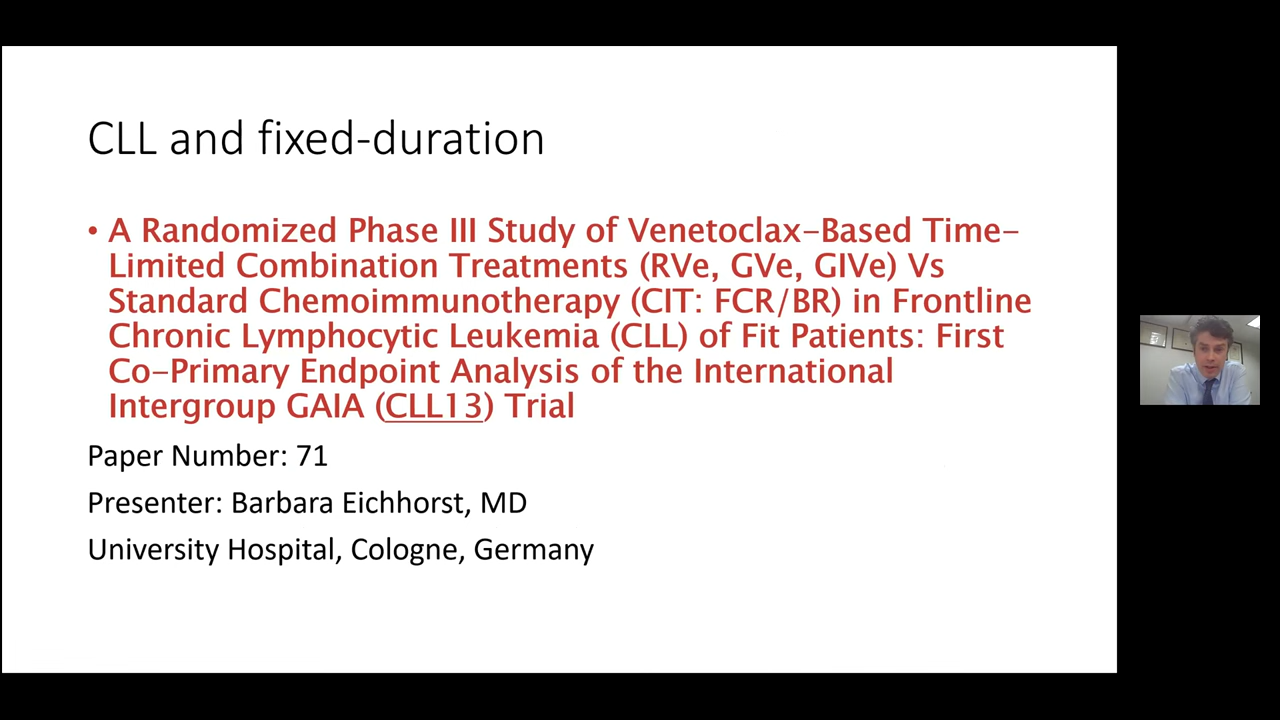 CLL and fixed-duration
• A Randomized Phase III Study of Venetoclax-Based Time-
Limited Combination Treatments (RVe, GVe, GIVe) Vs
Standard Chemoimmunotherapy (CIT: FCR/BR) in Frontline
Chronic Lymphocytic Leukemia (CLL) of Fit Patients: First
Co-Primary Endpoint Analysis of the International
Intergroup GAIA (CLL13) Trial
Paper Number: 71
Presenter: Barbara Eichhorst, MD
University Hospital, Cologne, Germany